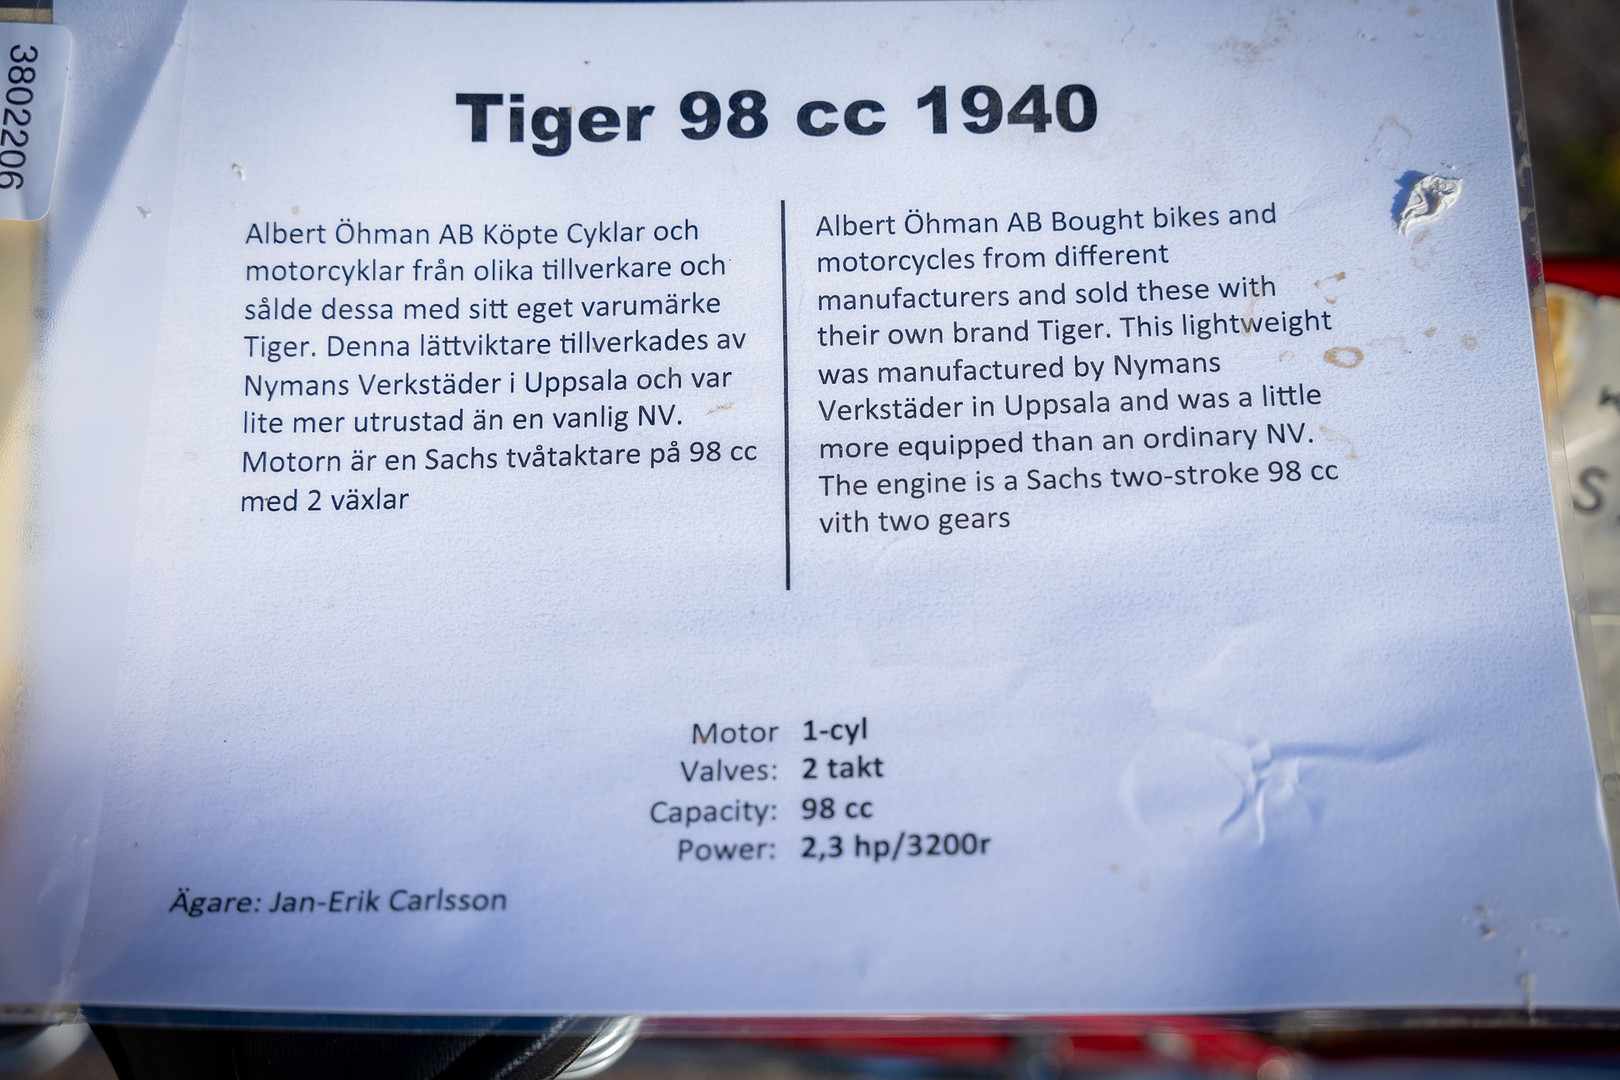 3802206
Tiger 98 cc 1940
Albert Öhman AB Köpte Cyklar och
motorcyklar från olika tillverkare och
sålde dessa med sitt eget varumärke
Tiger. Denna lättviktare tillverkades av
Nymans Verkstäder i Uppsala och var
lite mer utrustad än en vanlig NV.
Motorn är en Sachs tvåtaktare på 98 cc
med 2 växlar
Albert Öhman AB Bought bikes and
motorcycles from different
manufacturers and sold these with
their own brand Tiger. This lightweight
was manufactured by Nymans
Verkstäder in Uppsala and was a little
more equipped than an ordinary NV.
The engine is a Sachs two-stroke 98 cc
vith two gears
Motor 1-cyl
Valves: 2 takt
Capacity: 98 cc
Power: 2,3 hp/3200r
Ägare: Jan-Erik Carlsson